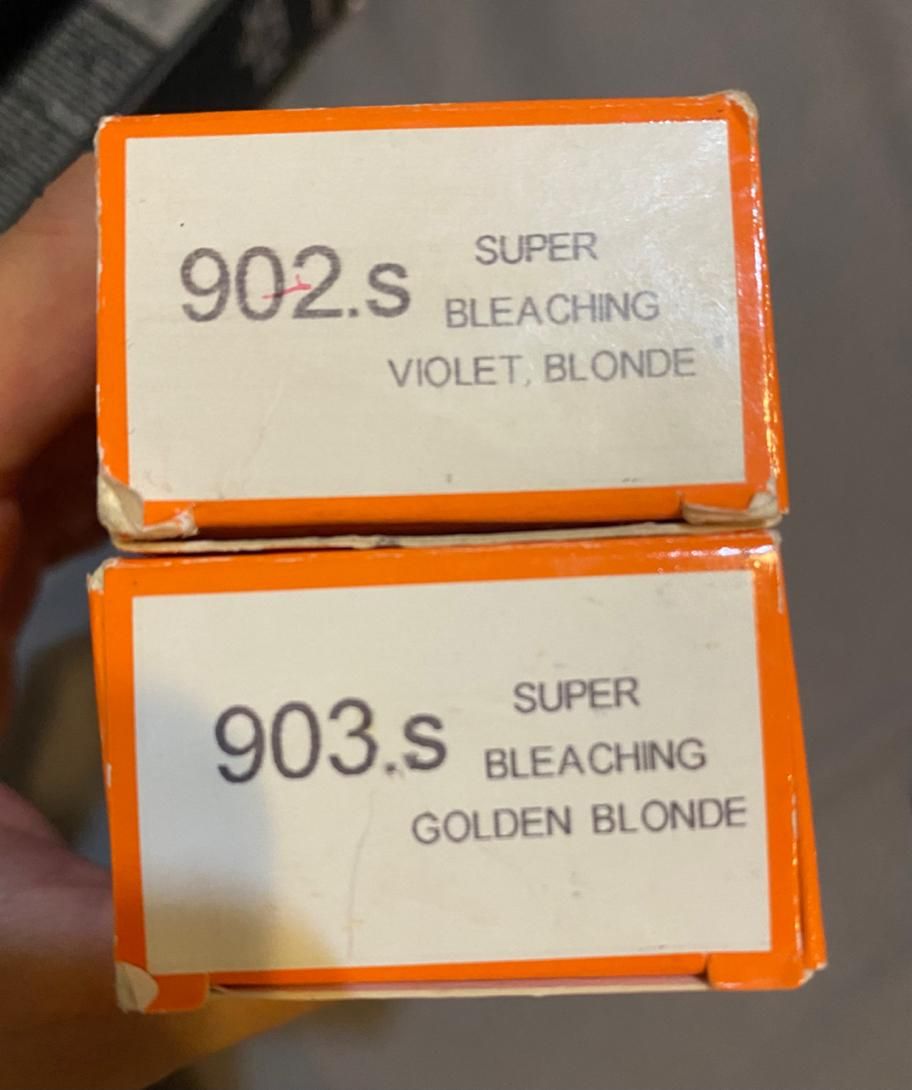 902.s SUPER
BLEACHING
VIOLET, BLONDE
903.s SUPER
BLEACHING
GOLDEN BLONDE